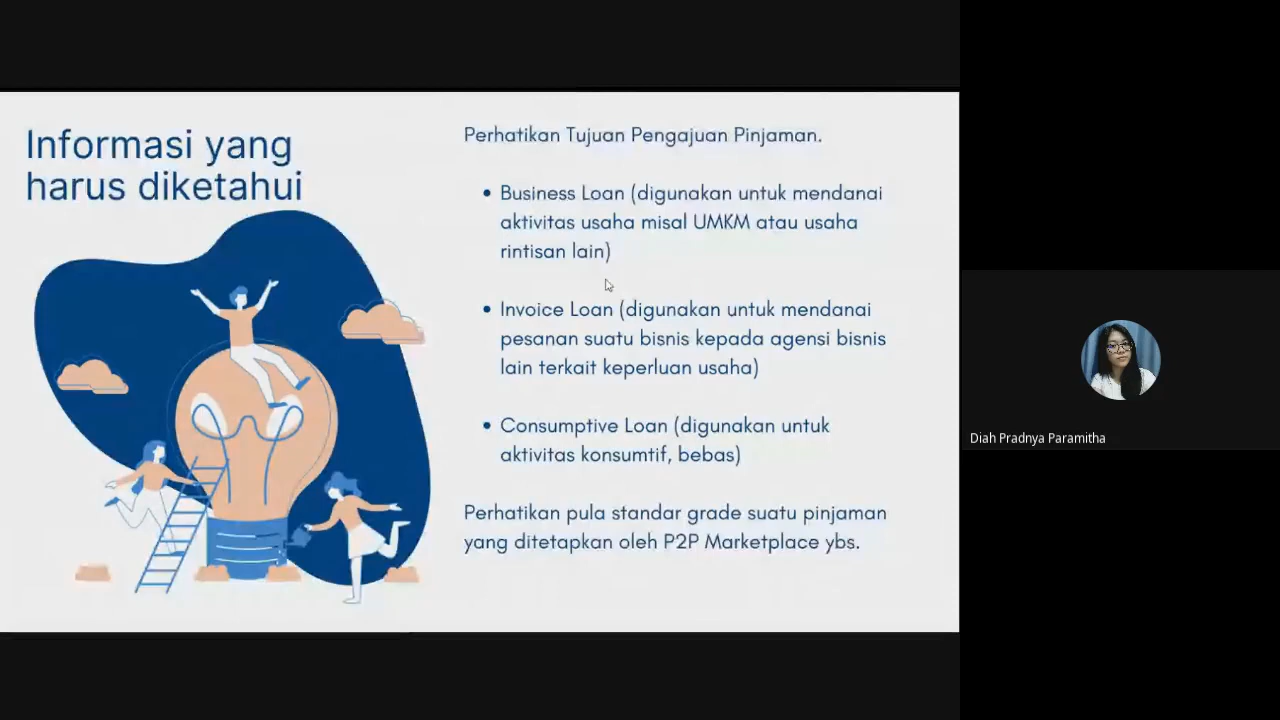 Informasi yang
harus diketahui
Perhatikan Tujuan Pengajuan Pinjaman.
• Business Loan (digunakan untuk mendanai
aktivitas usaha misal UMKM atau usaha
rintisan lain)
• Invoice Loan (digunakan untuk mendanai
pesanan suatu bisnis kepada agensi bisnis
lain terkait keperluan usaha)
• Consumptive Loan (digunakan untuk
aktivitas konsumtif, bebas)
Perhatikan pula standar grade suatu pinjaman
yang ditetapkan oleh P2P Marketplace ybs.
Diah Pradnya Paramitha